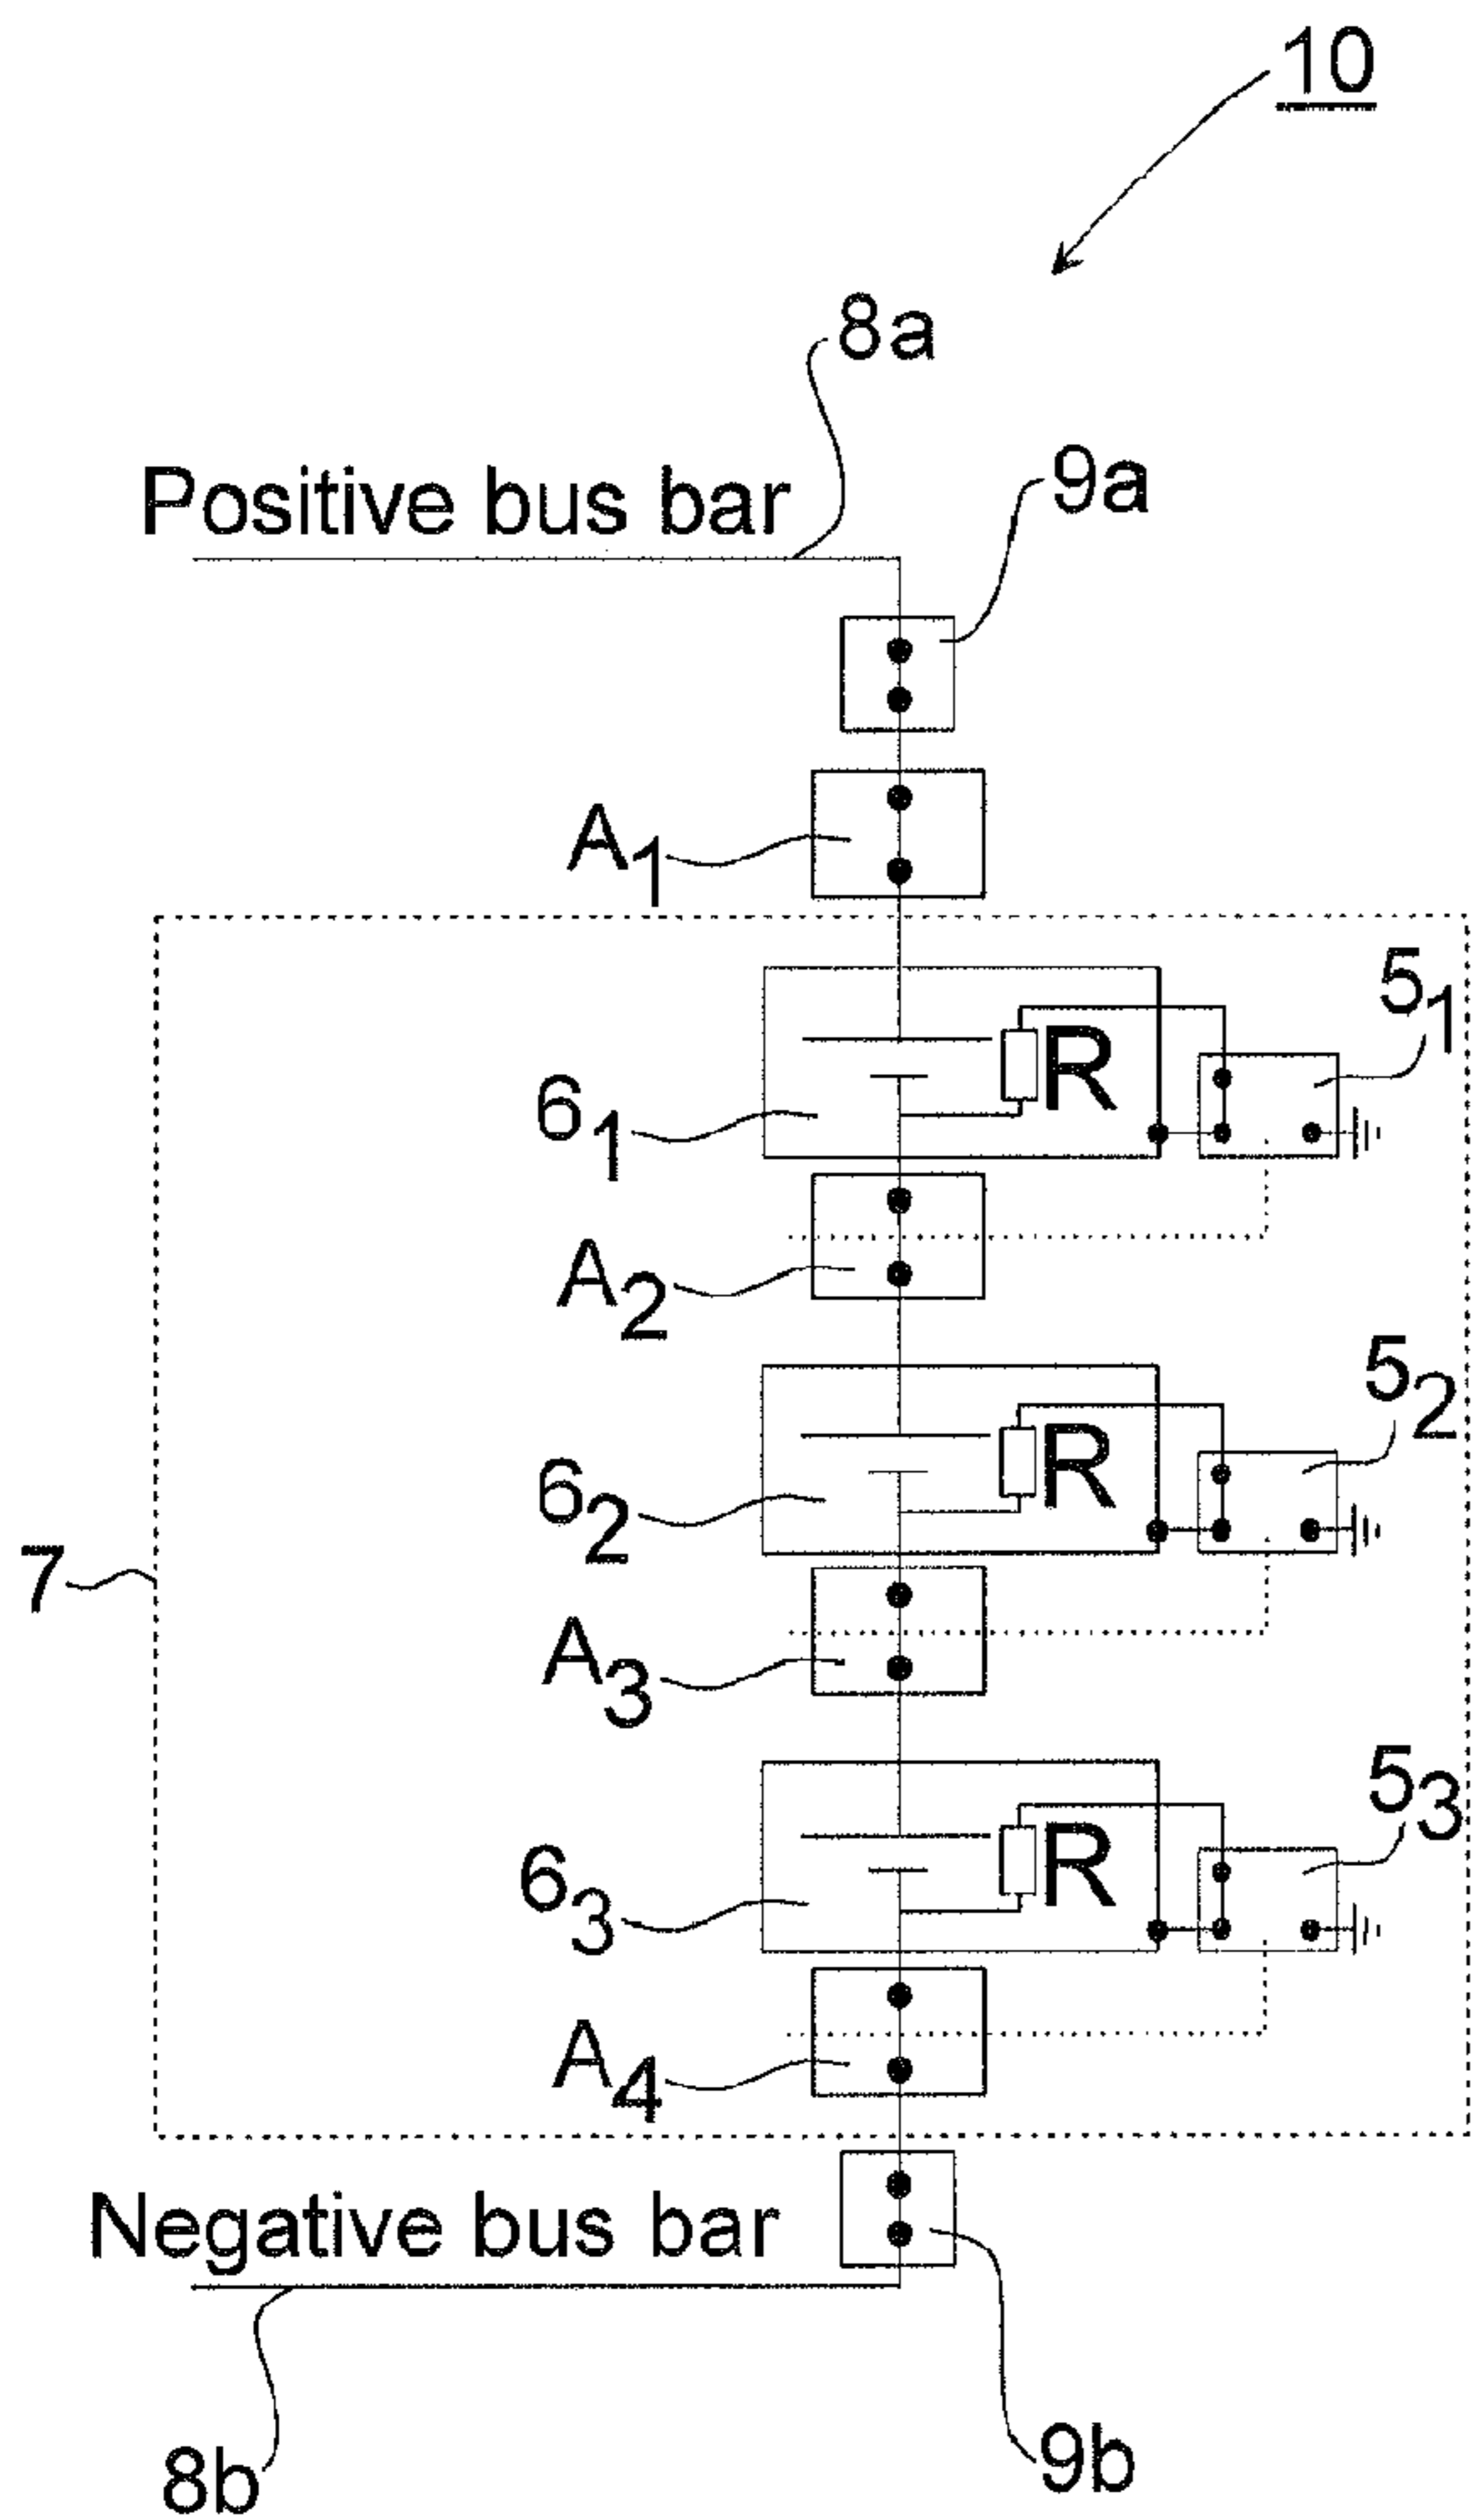 10
8a
Positive bus bar
9a
A1
51
R
61
A2
52
R
62
7
A3
53
R
63
A4
Negative bus bar
8b
9b